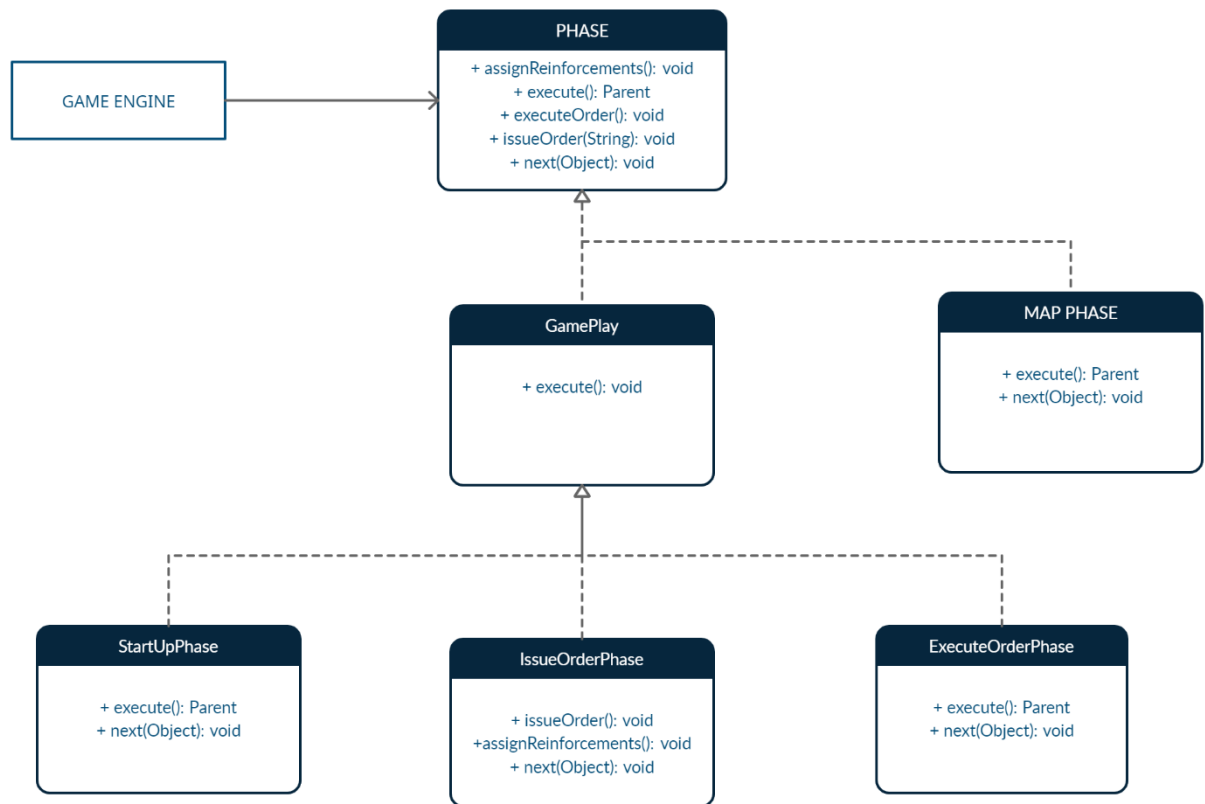 PHASE
+ assignReinforcements(): void
+ execute(): Parent
+ executeOrder(): void
+ issueOrder(String): void
+ next(Object): void
GAME ENGINE
GamePlay
+ execute(): void
MAP PHASE
+ execute(): Parent
+ next(Object): void
StartUpPhase
+ execute(): Parent
+ next(Object): void
IssueOrderPhase
+ issueOrder(): void
+assignReinforcements(): void
+ next(Object): void
ExecuteOrderPhase
+ execute(): Parent
+ next(Object): void